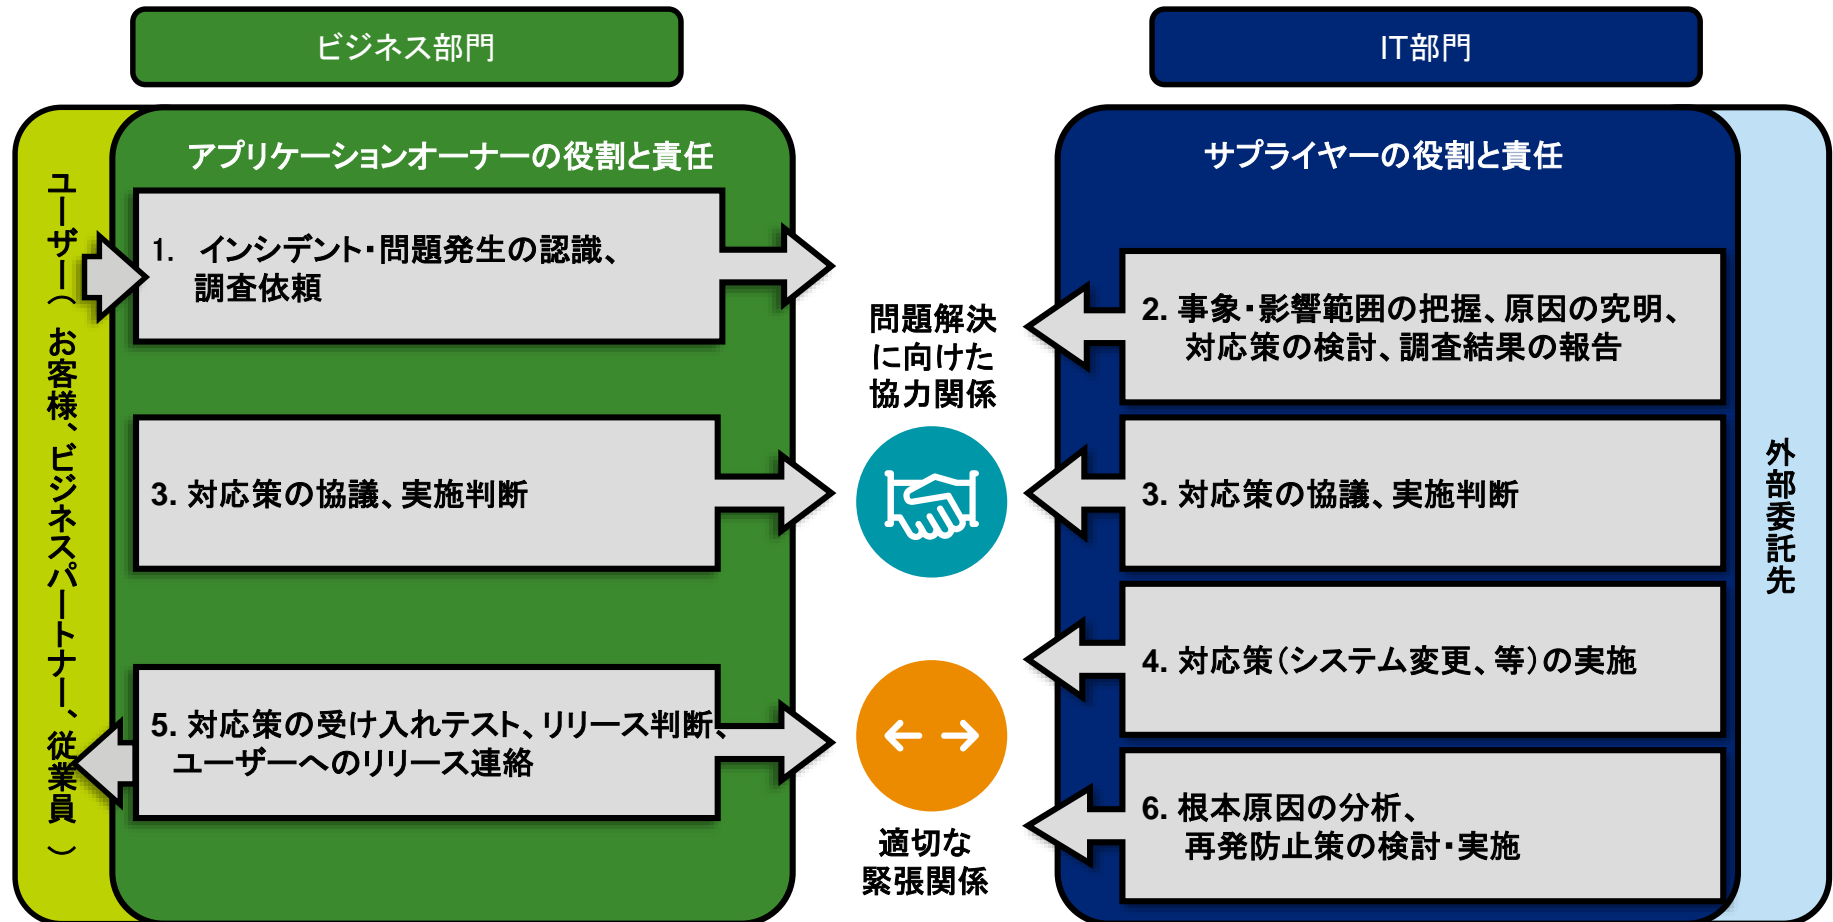 ビジネス部門
IT部門
アプリケーションオーナーの役割と責任
サプライヤーの役割と責任
ユーザー（お客様、ビジネスパートナー、従業員）
1. インシデント・問題発生の認識、
調査依頼
2. 事象・影響範囲の把握、原因の究明、
対応策の検討、調査結果の報告
問題解決
に向けた
協力関係
3. 対応策の協議、実施判断
3. 対応策の協議、実施判断
外部委託先
4. 対応策（システム変更、等）の実施
5. 対応策の受け入れテスト、リリース判断、
ユーザーへのリリース連絡
6. 根本原因の分析、
再発防止策の検討・実施
適切な
緊張関係